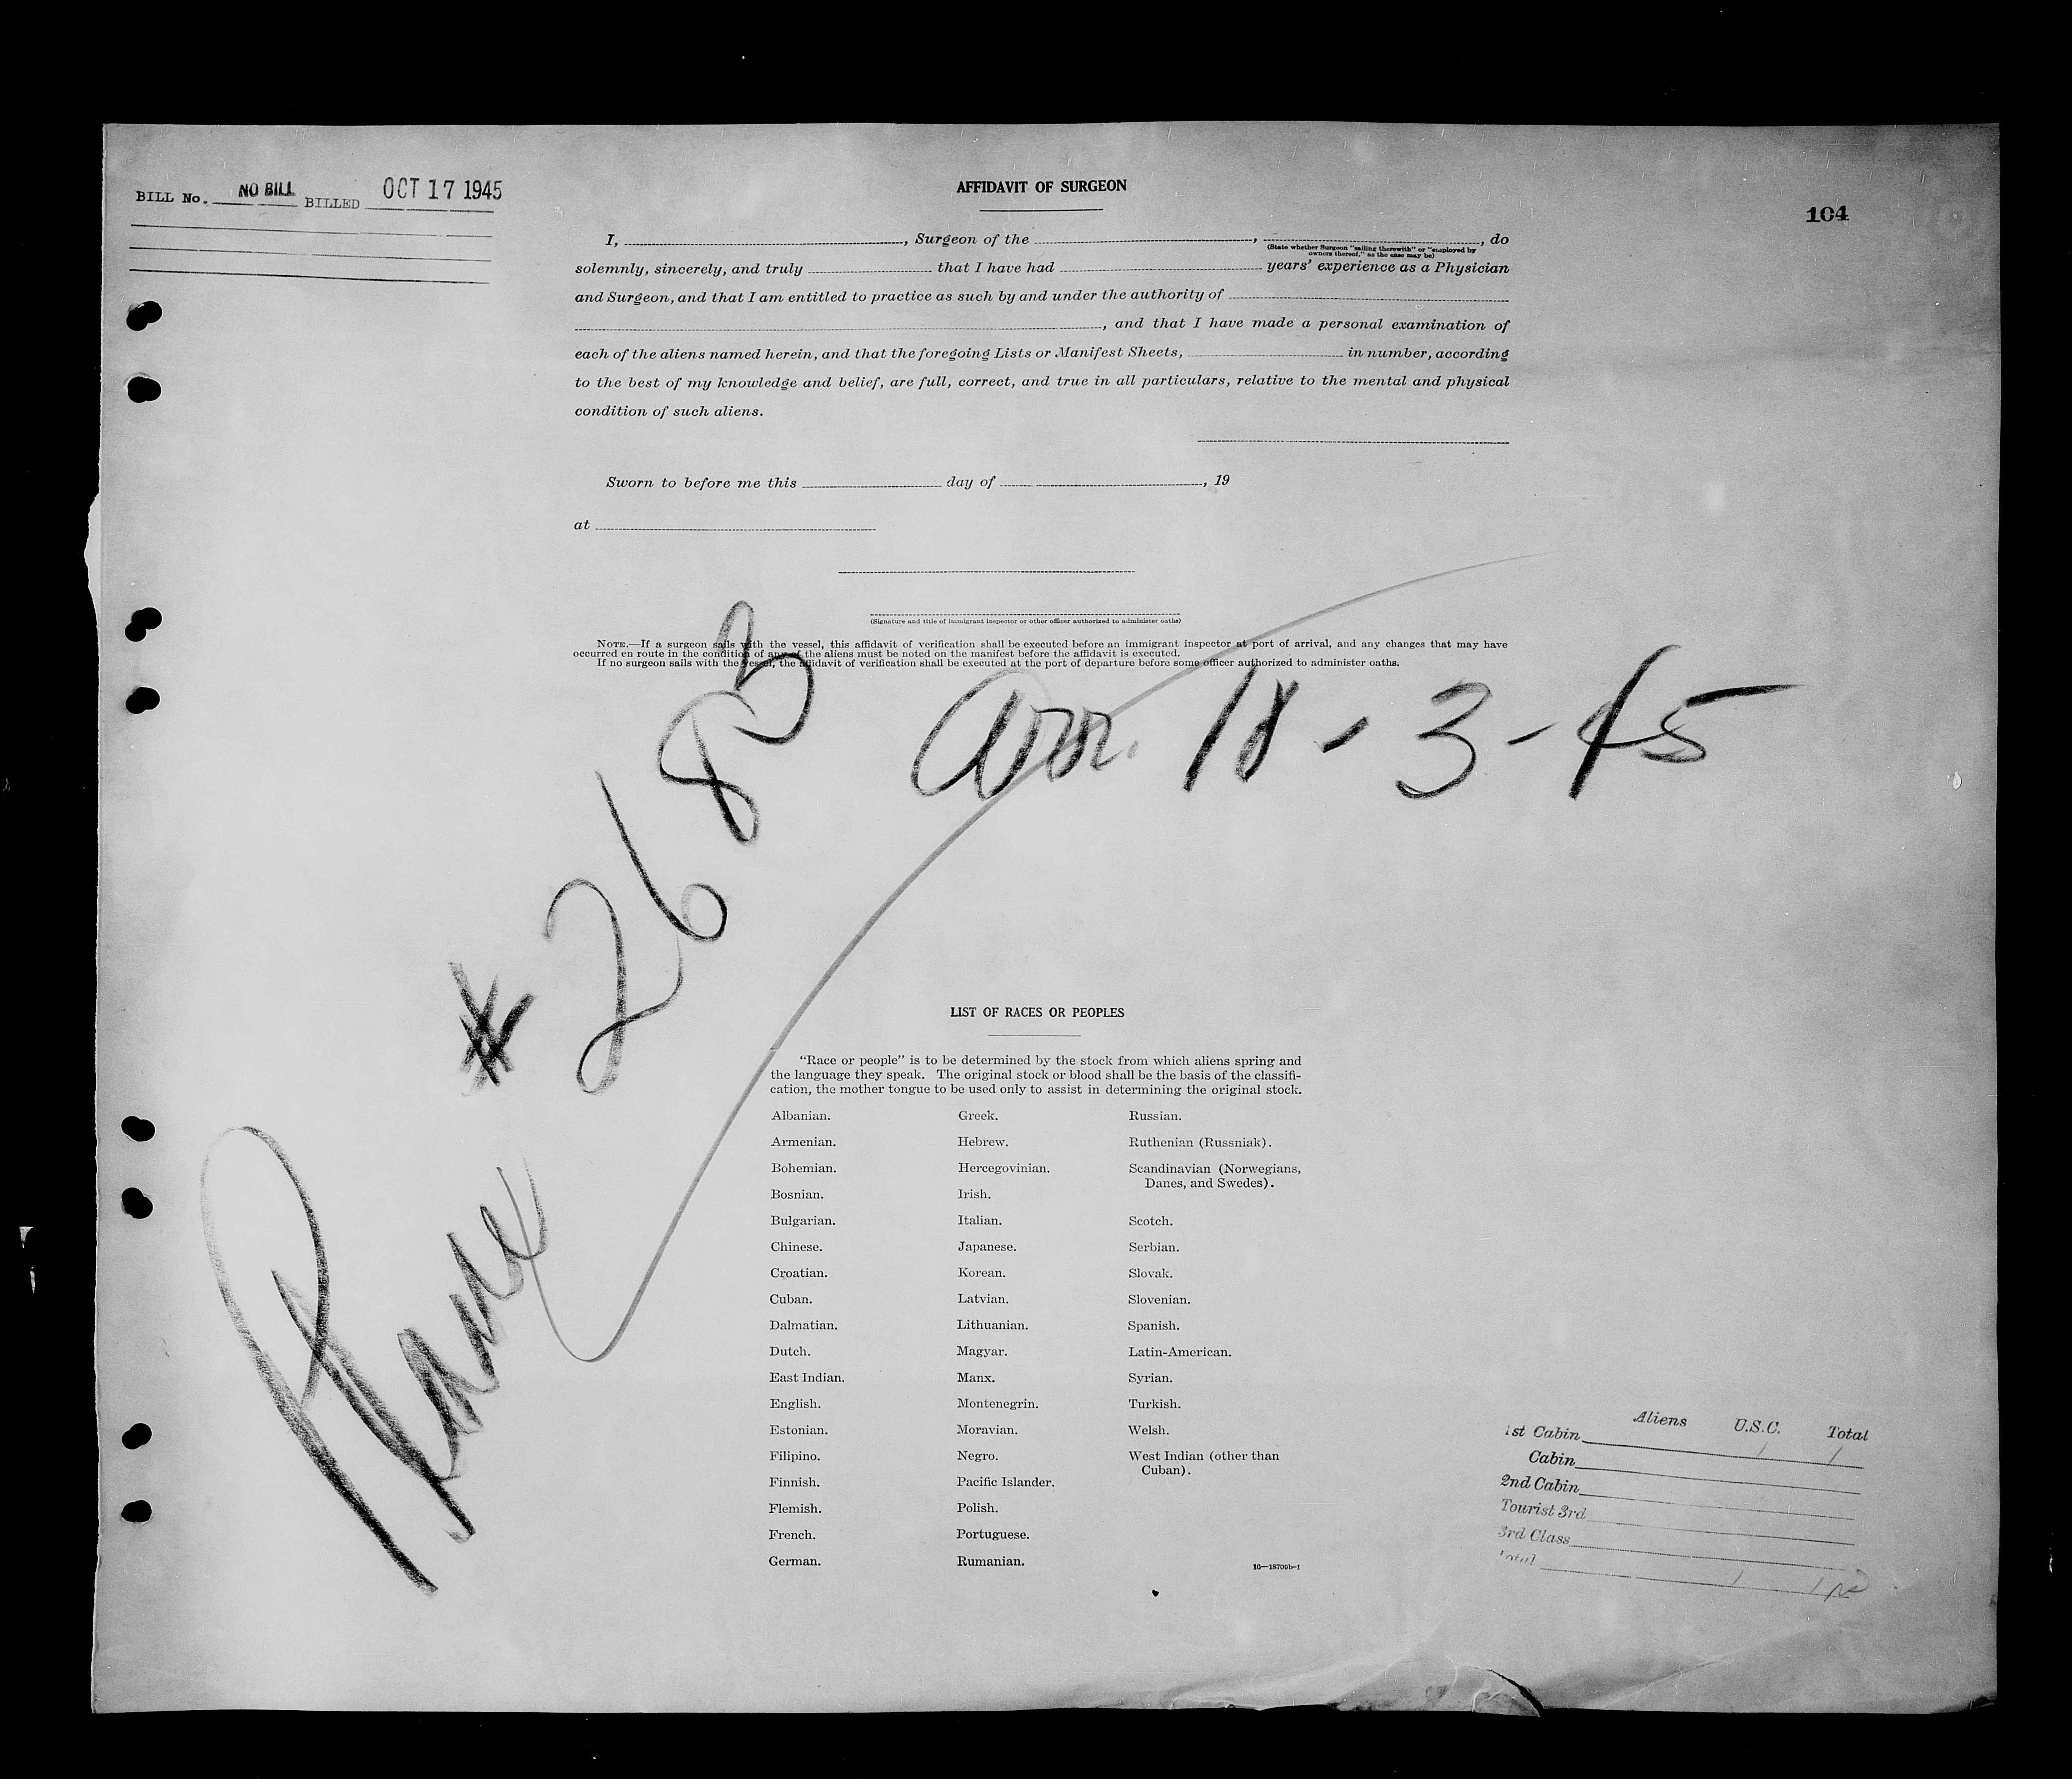 BILL No. NO BILL BILLED OCT 17 1945
AFFIDAVIT OF SURGEON
104
I, , Surgeon of the , , do
(State whether Surgeon "sailing therewith" or "employed by
owners thereof," as the case may be)
solemnly, sincerely, and truly that I have had years' experience as a Physician
and Surgeon, and that I am entitled to practice as such by and under the authority of
, and that I have made a personal examination of
each of the aliens named herein, and that the foregoing Lists or Manifest Sheets, in number, according
to the best of my knowledge and belief, are full, correct, and true in all particulars, relative to the mental and physical
condition of such aliens.
Sworn to before me this day of , 19
at
(Signature and title of immigrant inspector or other officer authorized to administer oaths)
NOTE.—If a surgeon sails with the vessel, this affidavit of verification shall be executed before an immigrant inspector at port of arrival, and any changes that may have
occurred en route in the condition of any of the aliens must be noted on the manifest before the affidavit is executed.
If no surgeon sails with the vessel, the affidavit of verification shall be executed at the port of departure before some officer authorized to administer oaths.
Plane # 2683
arr. 10-3-45
LIST OF RACES OR PEOPLES
"Race or people" is to be determined by the stock from which aliens spring and
the language they speak. The original stock or blood shall be the basis of the classifi-
cation, the mother tongue to be used only to assist in determining the original stock.
Albanian. Greek. Russian.
Armenian. Hebrew. Ruthenian (Russniak).
Bohemian. Hercegovinian. Scandinavian (Norwegians,
Danes, and Swedes).
Bosnian. Irish.
Bulgarian. Italian. Scotch.
Chinese. Japanese. Serbian.
Croatian. Korean. Slovak.
Cuban. Latvian. Slovenian.
Dalmatian. Lithuanian. Spanish.
Dutch. Magyar. Latin-American.
East Indian. Manx. Syrian.
English. Montenegrin. Turkish.
Estonian. Moravian. Welsh.
Filipino. Negro. West Indian (other than
Cuban).
Finnish. Pacific Islander.
Flemish. Polish.
French. Portuguese.
German. Rumanian.
16—18700b-1
Aliens U.S.C. Total
1st Cabin 1 1
Cabin
2nd Cabin
Tourist 3rd
3rd Class
Total 1 1